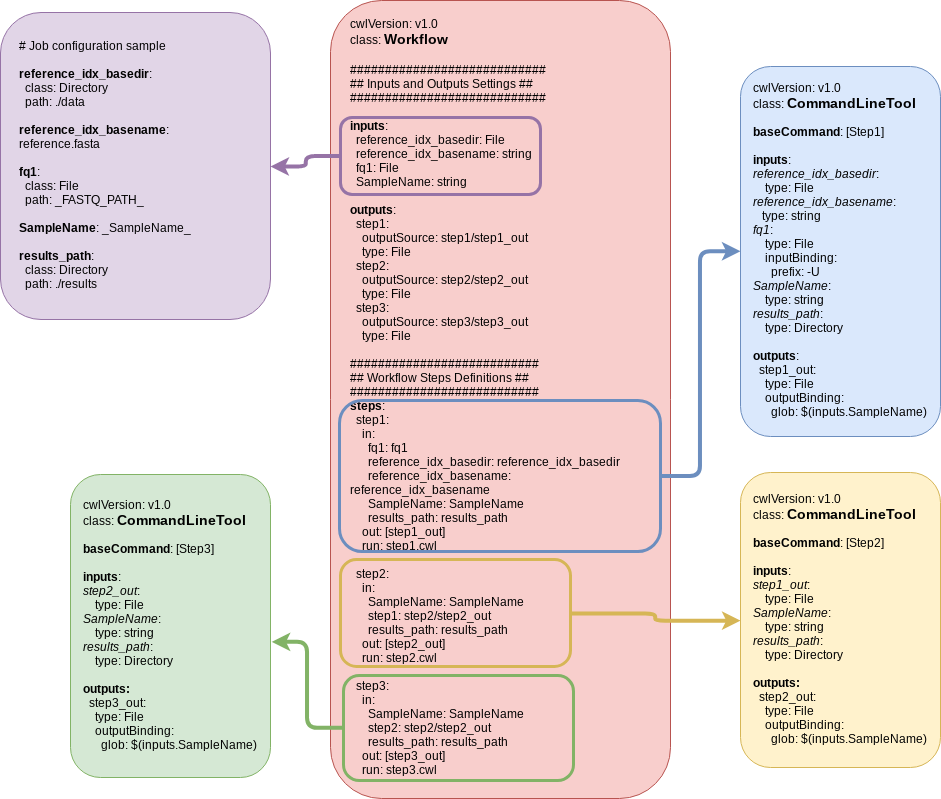 # Job configuration sample
reference_idx_basedir:
class: Directory
path: ./data
reference_idx_basename:
reference.fasta
fq1:
class: File
path: _FASTQ_PATH_
SampleName: _SampleName_
results_path:
class: Directory
path: ./results
cwlVersion: v1.0
class: Workflow
############################
## Inputs and Outputs Settings ##
############################
inputs:
reference_idx_basedir: File
reference_idx_basename: string
fq1: File
SampleName: string
outputs:
step1:
outputSource: step1/step1_out
type: File
step2:
outputSource: step2/step2_out
type: File
step3:
outputSource: step3/step3_out
type: File
###########################
## Workflow Steps Definitions ##
###########################
steps:
step1:
in:
fq1: fq1
reference_idx_basedir: reference_idx_basedir
reference_idx_basename:
reference_idx_basename
SampleName: SampleName
results_path: results_path
out: [step1_out]
run: step1.cwl
step2:
in:
SampleName: SampleName
step1: step2/step2_out
results_path: results_path
out: [step2_out]
run: step2.cwl
step3:
in:
SampleName: SampleName
step2: step2/step2_out
results_path: results_path
out: [step3_out]
run: step3.cwl
cwlVersion: v1.0
class: CommandLineTool
baseCommand: [Step1]
inputs:
reference_idx_basedir:
type: File
reference_idx_basename:
type: string
fq1:
type: File
inputBinding:
prefix: -U
SampleName:
type: string
results_path:
type: Directory
outputs:
step1_out:
type: File
outputBinding:
glob: $(inputs.SampleName)
cwlVersion: v1.0
class: CommandLineTool
baseCommand: [Step2]
inputs:
step1_out:
type: File
SampleName:
type: string
results_path:
type: Directory
outputs:
step2_out:
type: File
outputBinding:
glob: $(inputs.SampleName)
cwlVersion: v1.0
class: CommandLineTool
baseCommand: [Step3]
inputs:
step2_out:
type: File
SampleName:
type: string
results_path:
type: Directory
outputs:
step3_out:
type: File
outputBinding:
glob: $(inputs.SampleName)